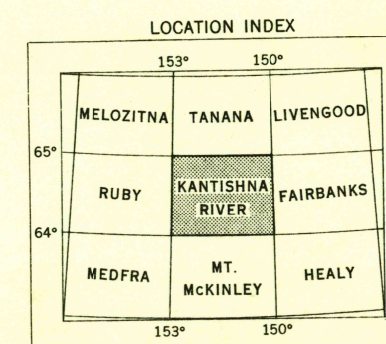 LOCATION INDEX
153° 150°
MELOZITNA TANANA LIVENGOOD
65°
RUBY KANTISHNA RIVER FAIRBANKS
64°
MEDFRA MT. McKINLEY HEALY
153° 150°